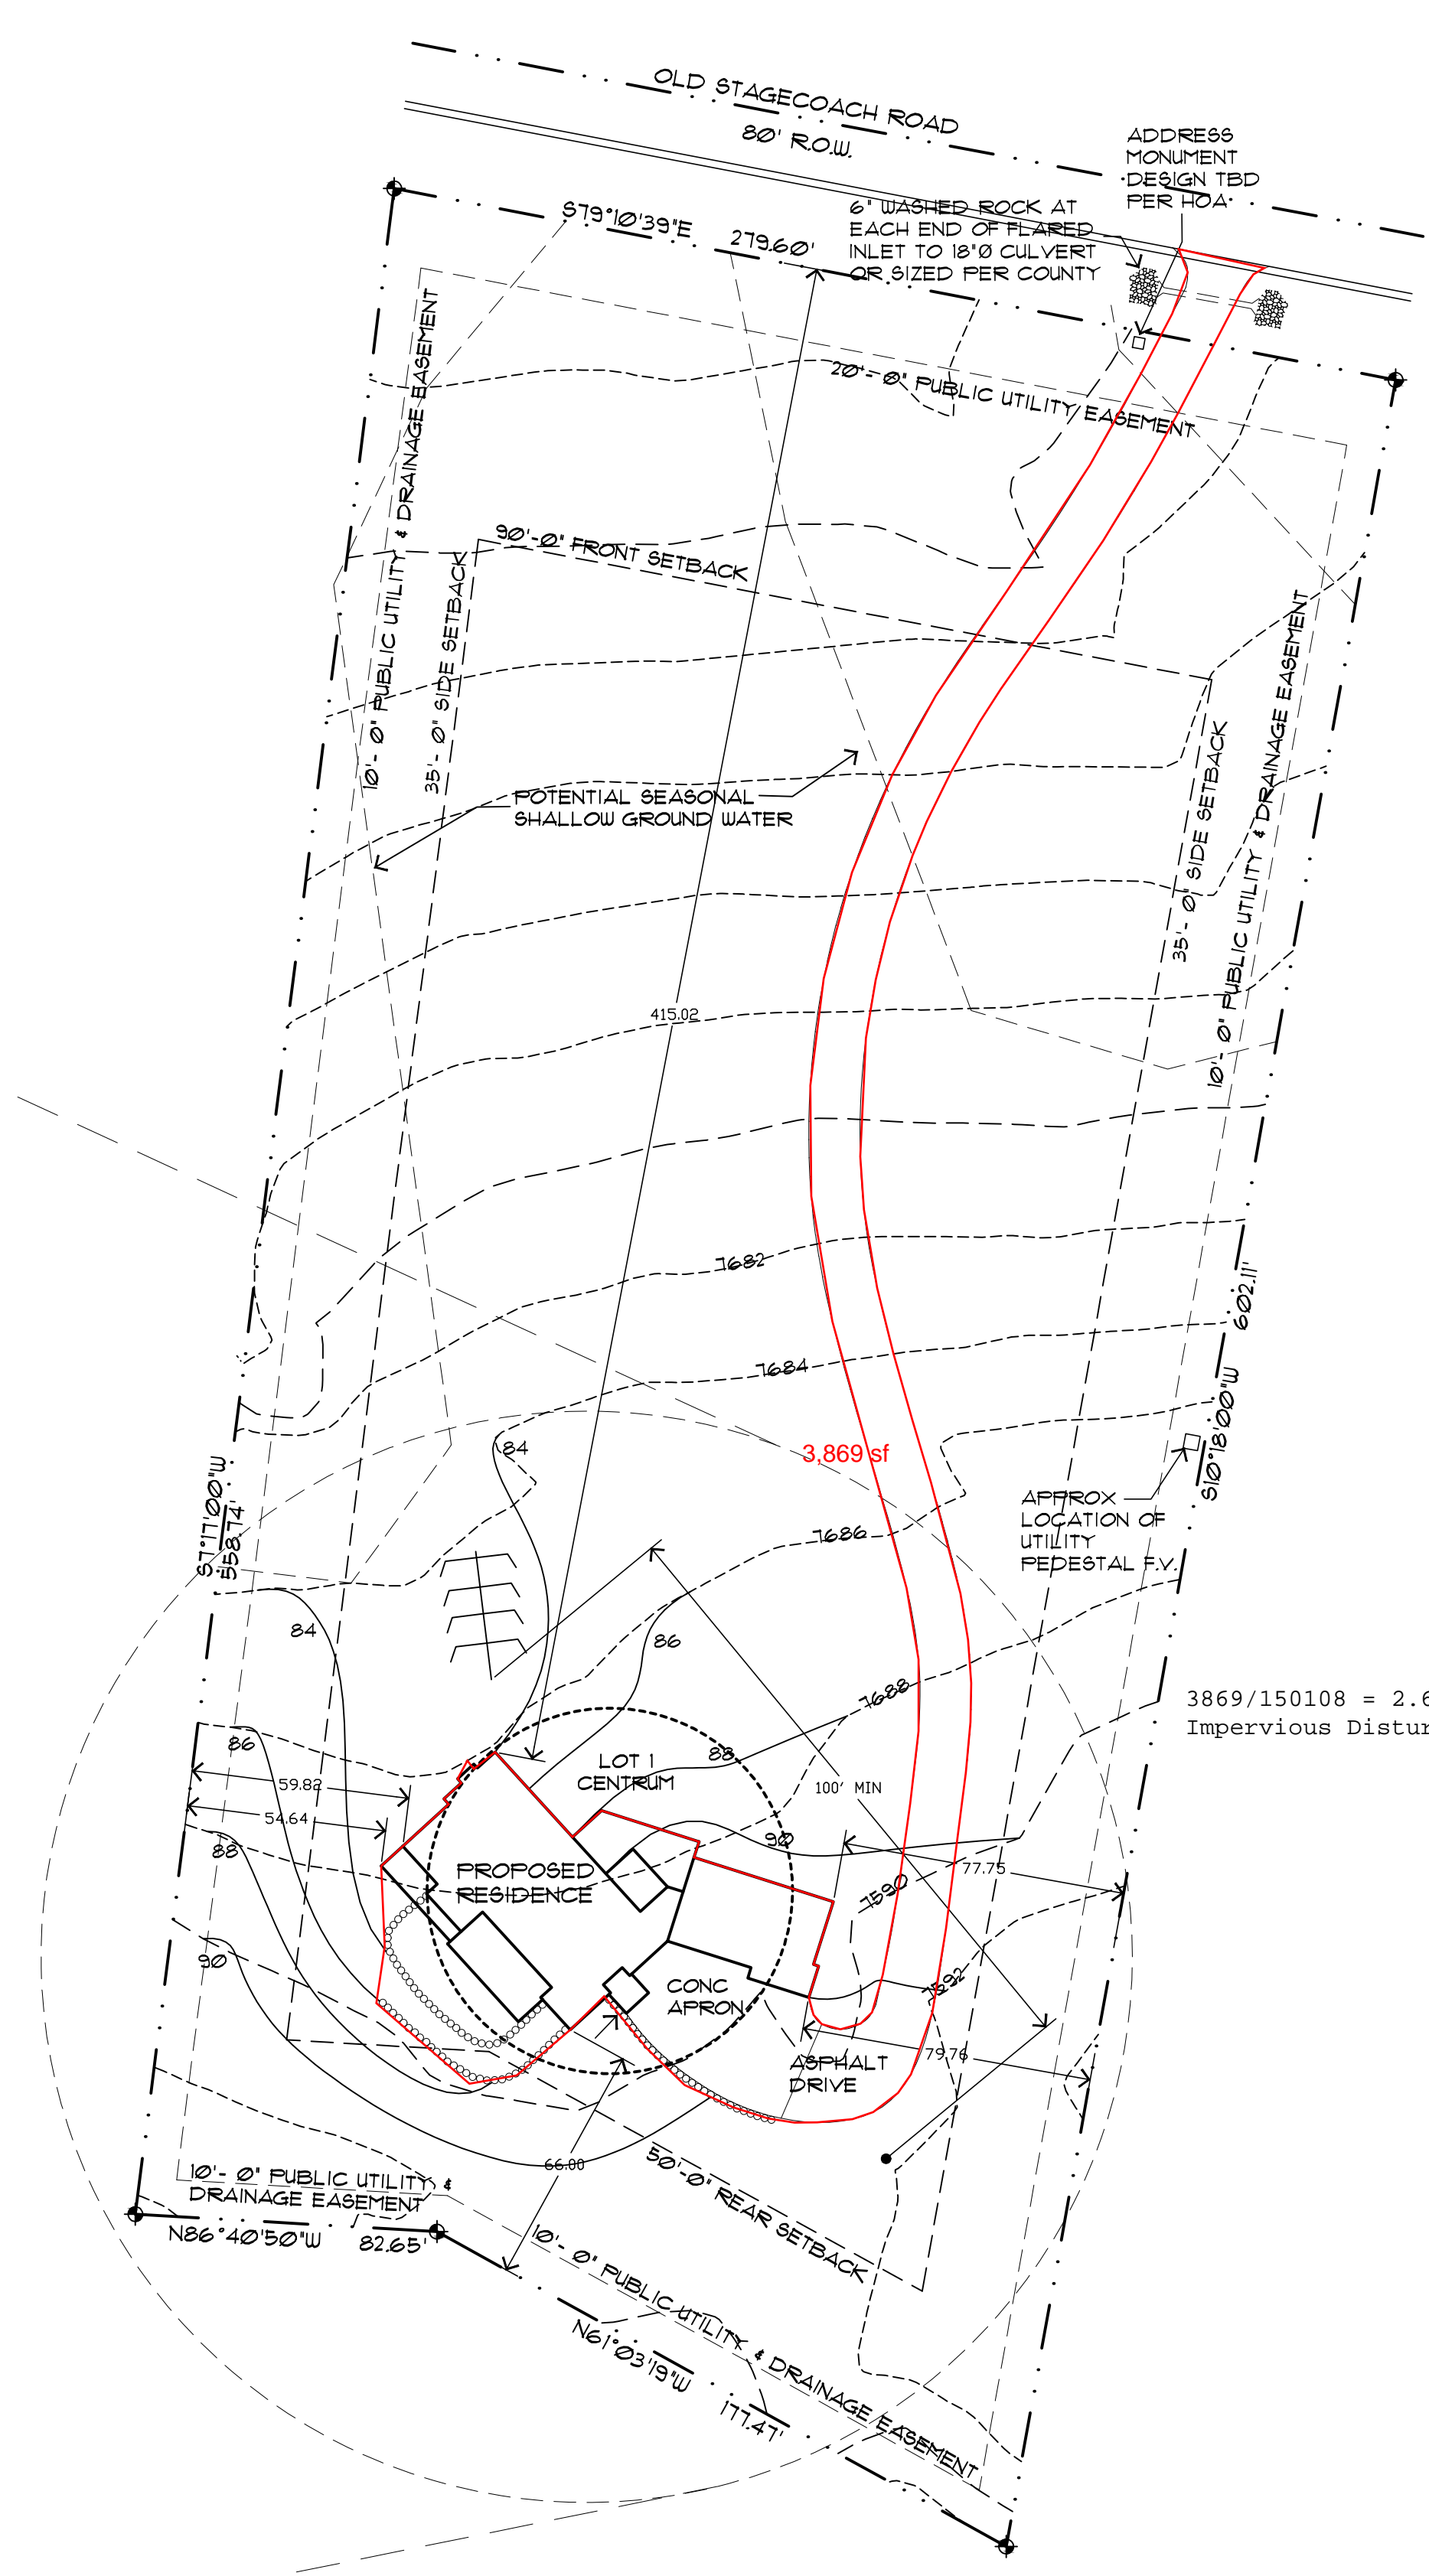 OLD STAGECOACH ROAD
80' R.O.W.
ADDRESS
MONUMENT
DESIGN TBD
PER HOA
6" WASHED ROCK AT
EACH END OF FLARED
INLET TO 18"Ø CULVERT
OR SIZED PER COUNTY
S79°10'39"E
279.60'
20'- 0" PUBLIC UTILITY EASEMENT
10'- 0" PUBLIC UTILITY & DRAINAGE EASEMENT
90'-0" FRONT SETBACK
35'- 0" SIDE SETBACK
10'- 0" PUBLIC UTILITY & DRAINAGE EASEMENT
35'- 0" SIDE SETBACK
POTENTIAL SEASONAL
SHALLOW GROUND WATER
415.02
7682
602.11'
7684
S10°18'00"W
84
3,869 sf
S7°17'00"W
558.74'
APPROX
LOCATION OF
UTILITY
PEDESTAL F.V.
7686
84
86
7688
3869/150108 = 2.6
Impervious Distur
86
88
LOT 1
CENTRUM
59.82
100' MIN
54.64
88
90
77.75
PROPOSED
RESIDENCE
7590
90
7592
CONC
APRON
79.76
ASPHALT
DRIVE
66.00
50'-0" REAR SETBACK
10'- 0" PUBLIC UTILITY &
DRAINAGE EASEMENT
N86°40'50"W
82.65'
10'- 0" PUBLIC UTILITY & DRAINAGE EASEMENT
N61°03'19"W
177.47'